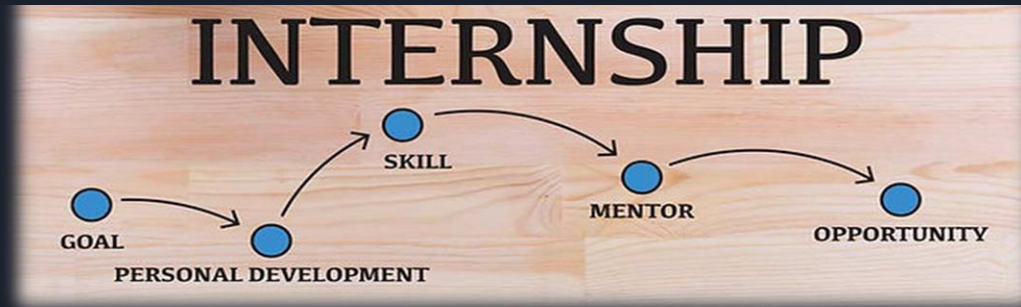 INTERNSHIP
GOAL
PERSONAL DEVELOPMENT
SKILL
MENTOR
OPPORTUNITY